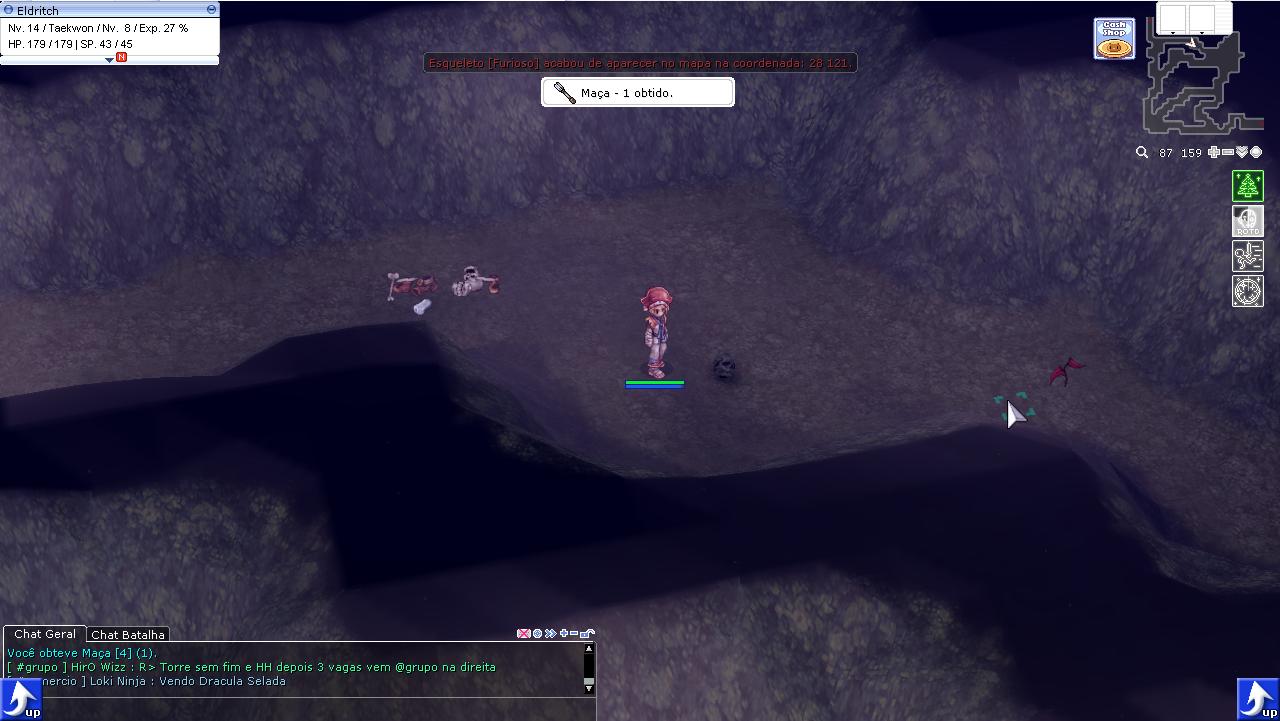 Eldritch
Nv. 14 / Taekwon / Nv. 8 / Exp. 27 %
HP. 179 / 179 | SP. 43 / 45
N
Esqueleto [Furioso] acabou de aparecer no mapa na coordenada: 28 121.
Maça - 1 obtido.
Cash Shop
87 159
ROTD
Chat Geral
Chat Batalha
Você obteve Maça [4] (1).
[ #grupo ] HirO Wizz : R> Torre sem fim e HH depois 3 vagas vem @grupo na direita
mercio ] Loki Ninja : Vendo Dracula Selada
up
up